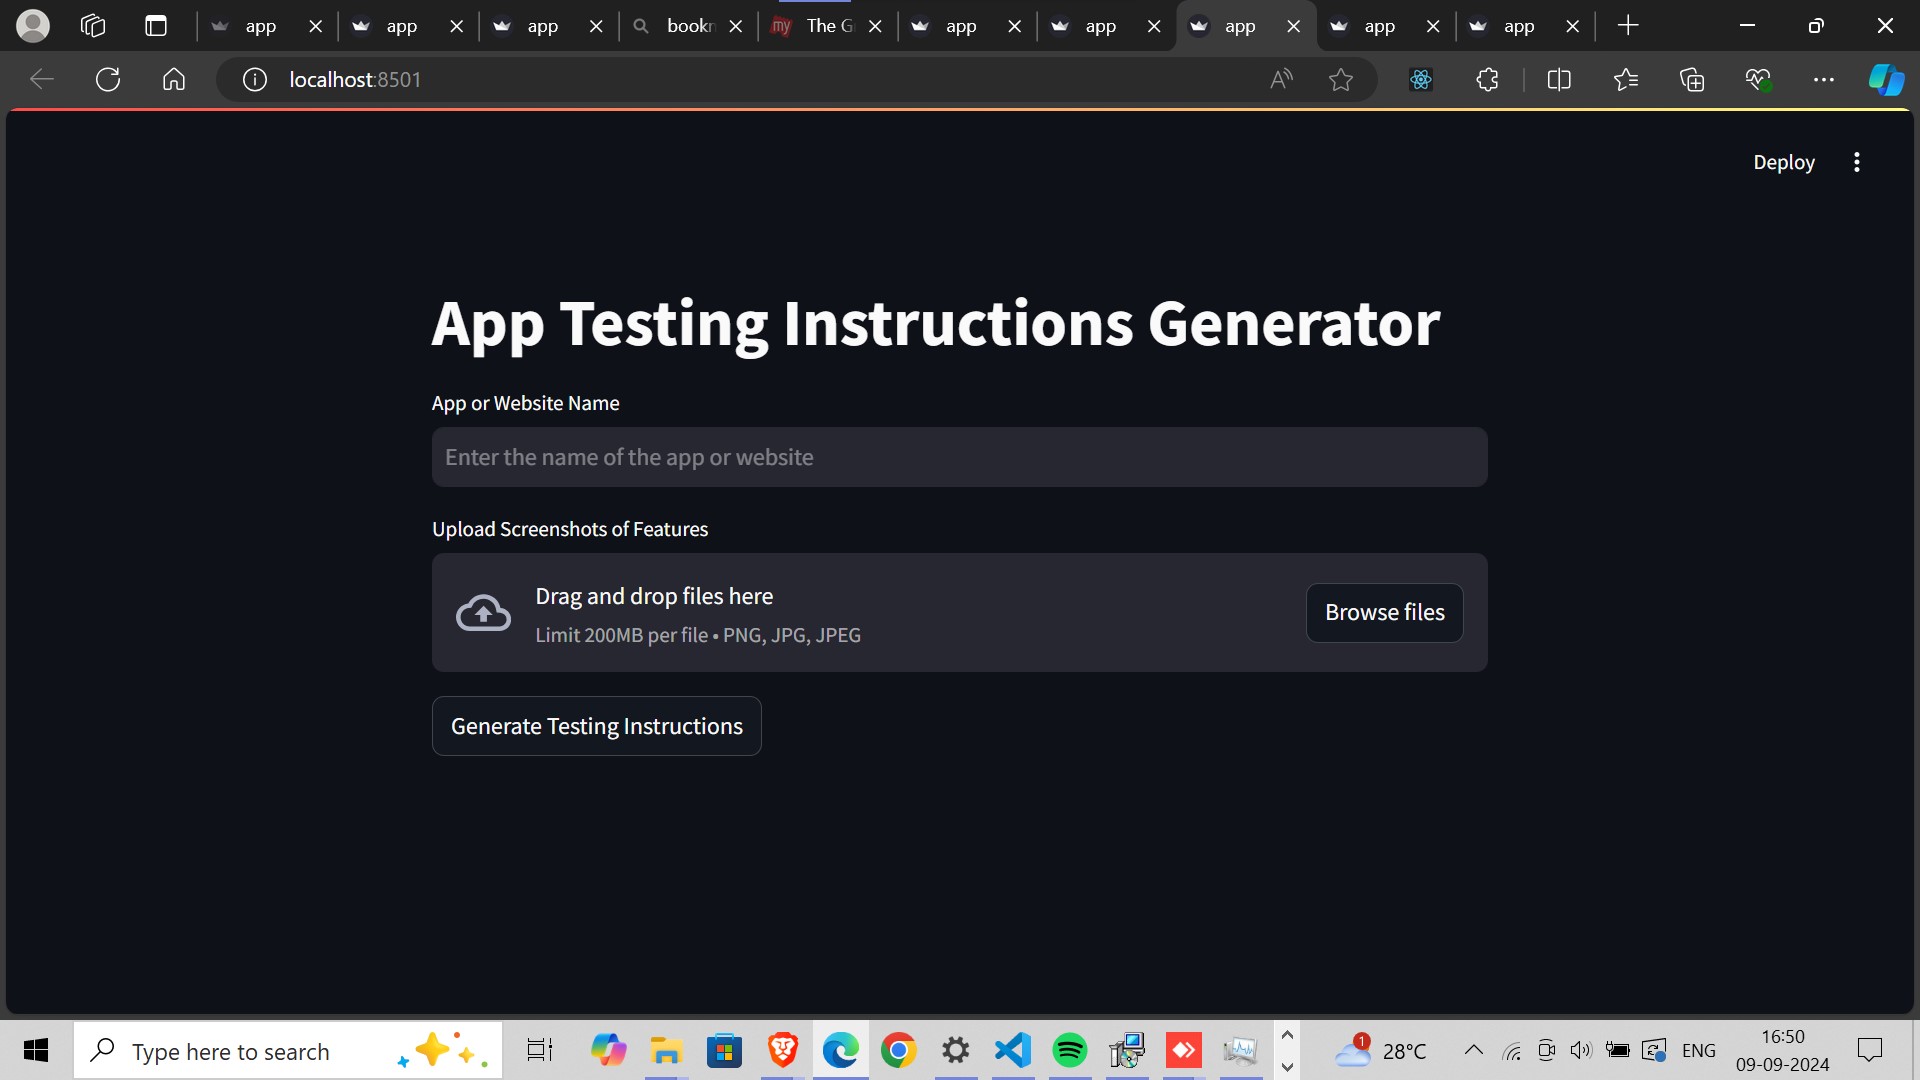 app
app
app
bookn
my The G
app
app
app
app
app
localhost:8501
Deploy
App Testing Instructions Generator
App or Website Name
Enter the name of the app or website
Upload Screenshots of Features
Drag and drop files here
Limit 200MB per file • PNG, JPG, JPEG
Browse files
Generate Testing Instructions
Type here to search
1
28°C
ENG
16:50
09-09-2024